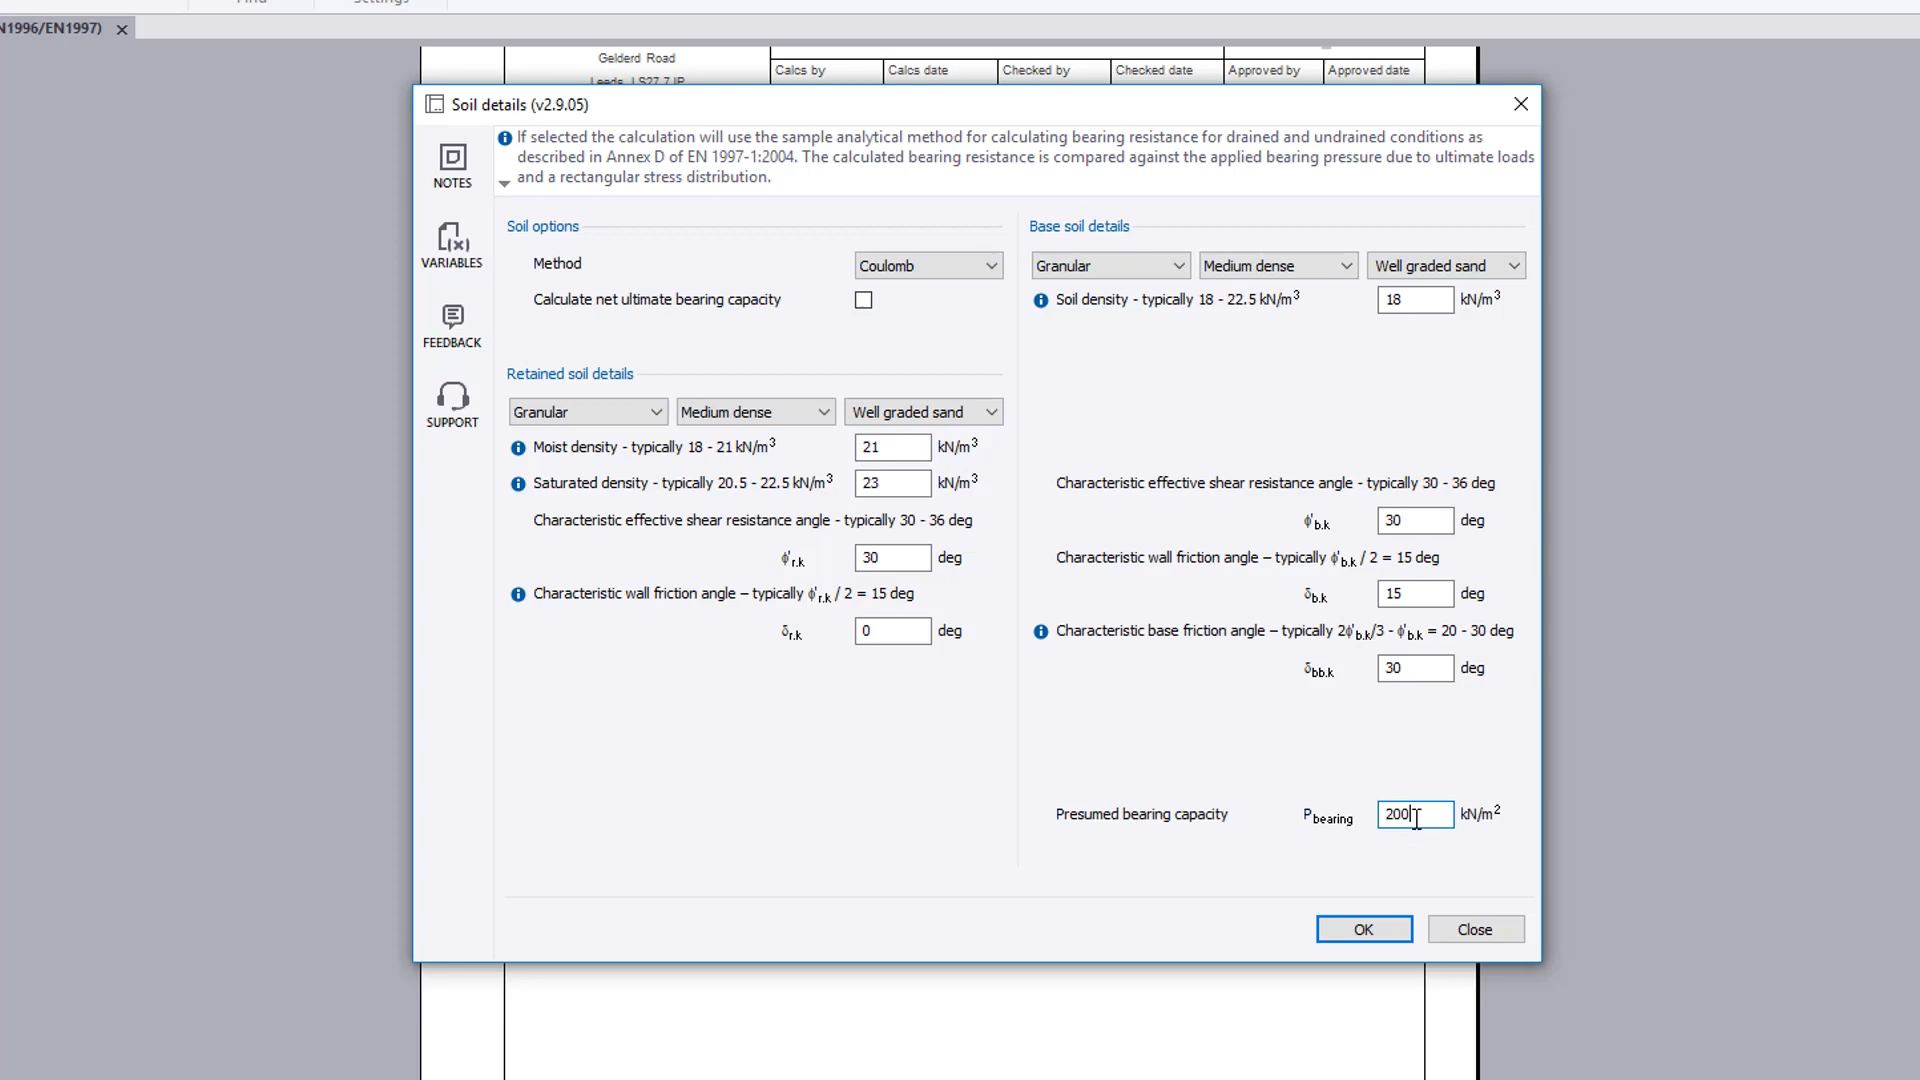 Find
Settings
N1996/EN1997)
Gelderd Road
Leeds, LS27 7JP
Calcs by
Calcs date
Checked by
Checked date
Approved by
Approved date
Soil details (v2.9.05)
If selected the calculation will use the sample analytical method for calculating bearing resistance for drained and undrained conditions as
described in Annex D of EN 1997-1:2004. The calculated bearing resistance is compared against the applied bearing pressure due to ultimate loads
and a rectangular stress distribution.
NOTES
VARIABLES
FEEDBACK
SUPPORT
Soil options
Method
Coulomb
Calculate net ultimate bearing capacity
Retained soil details
Granular
Medium dense
Well graded sand
Moist density - typically 18 - 21 kN/m³ 21 kN/m³
Saturated density - typically 20.5 - 22.5 kN/m³ 23 kN/m³
Characteristic effective shear resistance angle - typically 30 - 36 deg
ϕ'r.k 30 deg
Characteristic wall friction angle – typically ϕ'r.k / 2 = 15 deg
δr.k 0 deg
Base soil details
Granular
Medium dense
Well graded sand
Soil density - typically 18 - 22.5 kN/m³ 18 kN/m³
Characteristic effective shear resistance angle - typically 30 - 36 deg
ϕ'b.k 30 deg
Characteristic wall friction angle – typically ϕ'b.k / 2 = 15 deg
δb.k 15 deg
Characteristic base friction angle – typically 2ϕ'b.k/3 - ϕ'b.k = 20 - 30 deg
δbb.k 30 deg
Presumed bearing capacity Pbearing 200 kN/m²
OK
Close